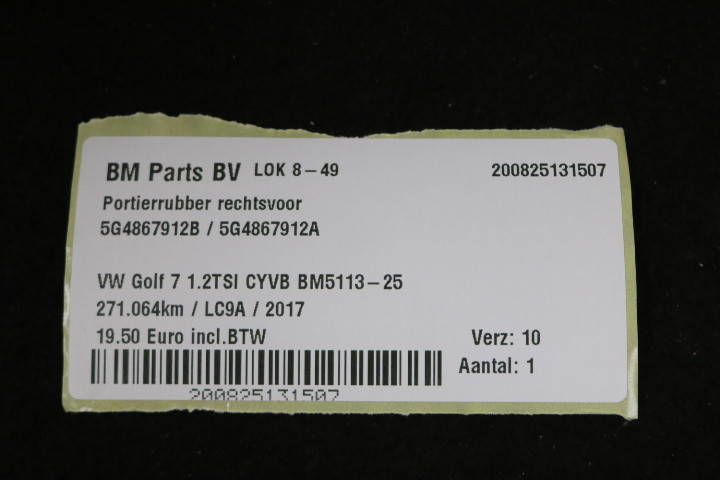 BM Parts BV LOK 8-49 200825131507
Portierrubber rechtsvoor
5G4867912B / 5G4867912A
VW Golf 7 1.2TSI CYVB BM5113-25
271.064km / LC9A / 2017
19.50 Euro incl.BTW Verz: 10
Aantal: 1
200825131507